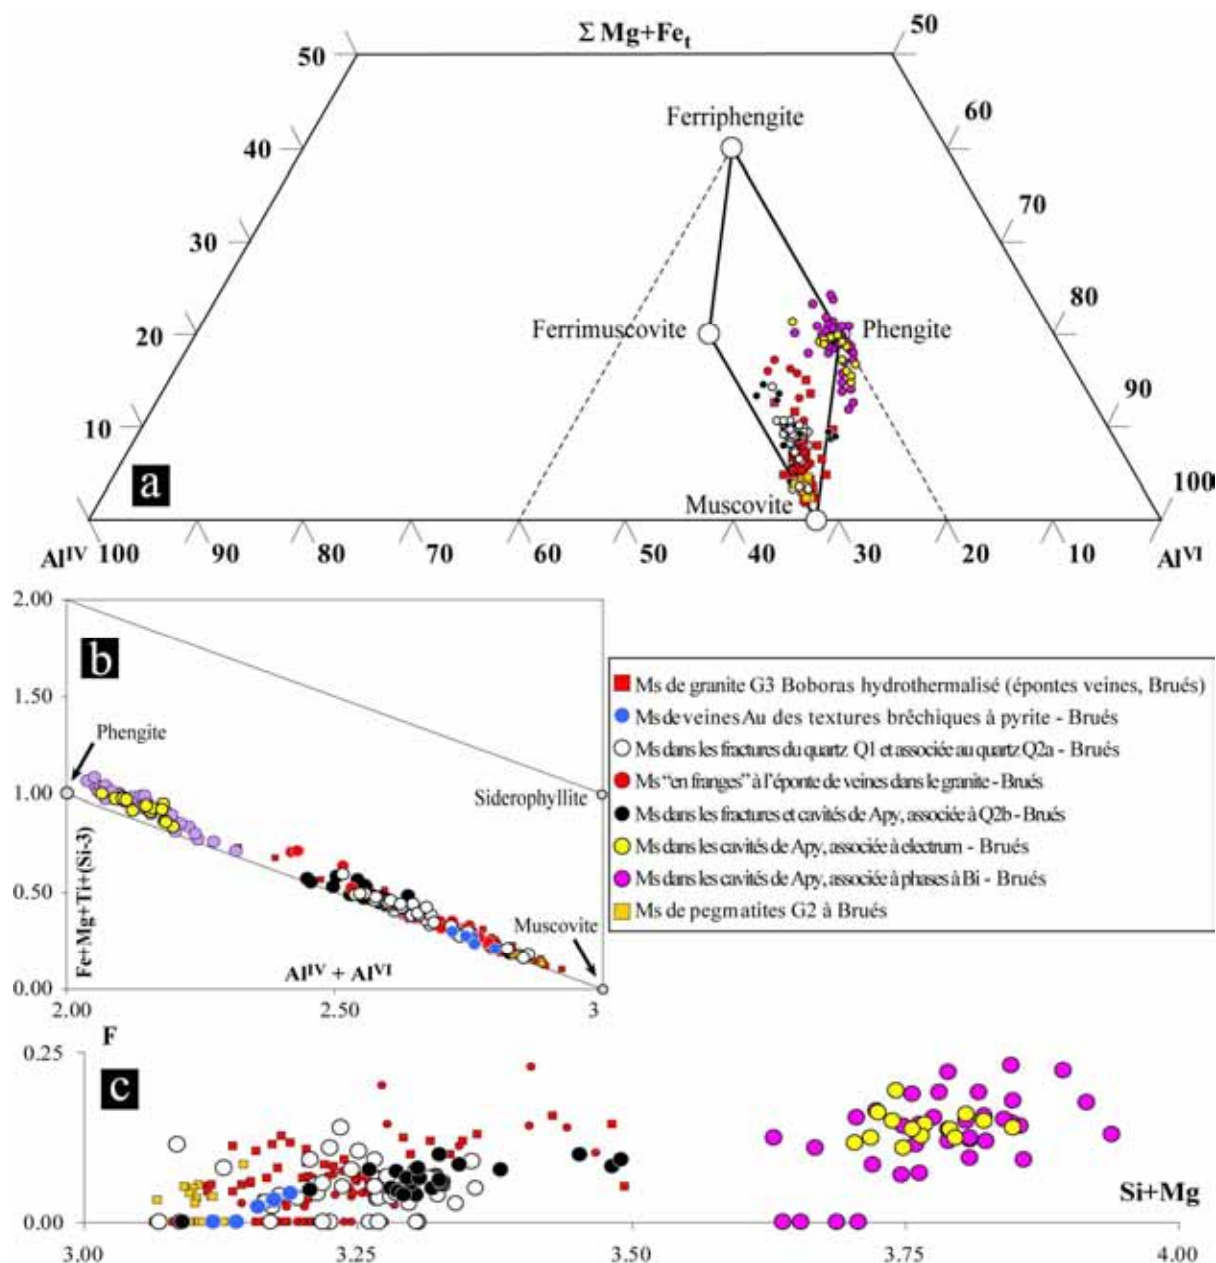 Σ Mg+Fet
50
50
Ferriphengite
60
40
70
30
80
20
Ferrimuscovite
Phengite
90
10
a
Muscovite
100
AlIV 100 90 80 70 60 50 40 30 20 10 AlVI
2.00
b
1.50
Phengite
1.00
Siderophyllite
Fe+Mg+Ti+(Si-3)
0.50
Muscovite
AlIV + AlVI
0.00
2.00 2.50 3
Ms de granite G3 Boboras hydrothermalisé (épontes veines, Brués)
Ms de veines Au des textures brêchiques à pyrite - Brués
Ms dans les fractures du quartz Q1 et associée au quartz Q2a - Brués
Ms “en franges” à l'éponte de veines dans le granite - Brués
Ms dans les fractures et cavités de Apy, associée à Q2b - Brués
Ms dans les cavités de Apy, associée à electrum - Brués
Ms dans les cavités de Apy, associée à phases à Bi - Brués
Ms de pegmatites G2 à Brués
F
0.25
c
Si+Mg
0.00
3.00 3.25 3.50 3.75 4.00